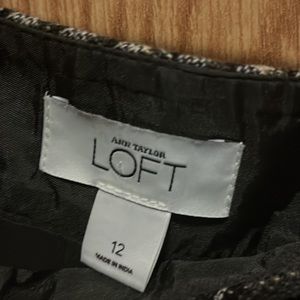 ANN TAYLOR
LOFT
12
MADE IN INDIA